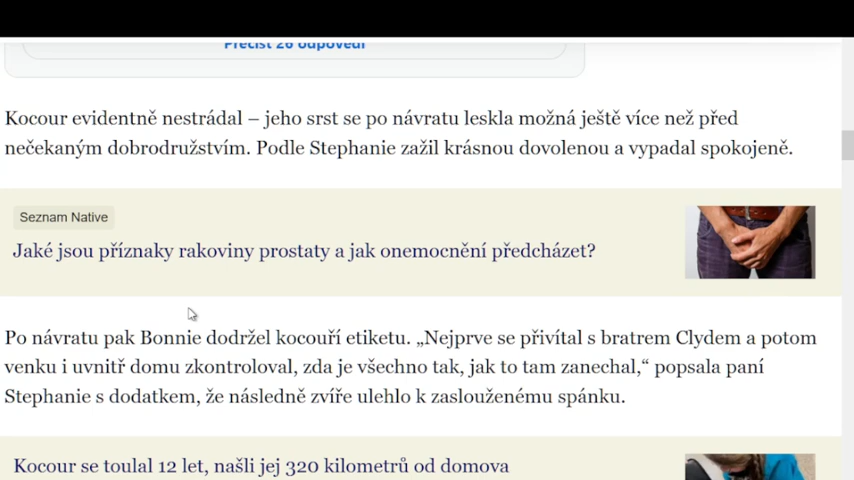 Přečíst 26 odpovědí
Kocour evidentně nestrádal – jeho srst se po návratu leskla možná ještě více než před
nečekaným dobrodružstvím. Podle Stephanie zažil krásnou dovolenou a vypadal spokojeně.
Seznam Native
Jaké jsou příznaky rakoviny prostaty a jak onemocnění předcházet?
Po návratu pak Bonnie dodržel kocouří etiketu. „Nejprve se přivítal s bratrem Clydem a potom
venku i uvnitř domu zkontroloval, zda je všechno tak, jak to tam zanechal,“ popsala paní
Stephanie s dodatkem, že následně zvíře ulehlo k zaslouženému spánku.
Kocour se toulal 12 let, našli jej 320 kilometrů od domova